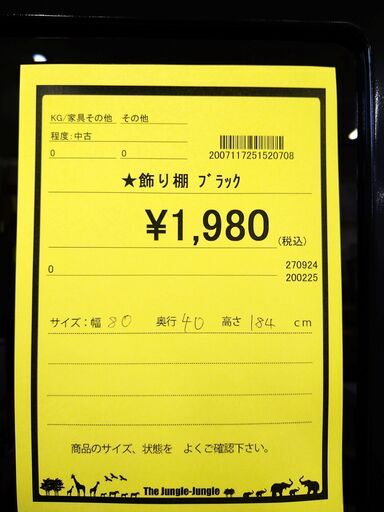 KG/家具その他 その他
程度:中古
0 0
2007117251520708
★飾り棚 ブラック
¥1,980(税込)
0 270924
200225
サイズ:幅 80 奥行 40 高さ 184 cm
商品のサイズ、状態を よくご確認下さい。
The Jungle-Jungle